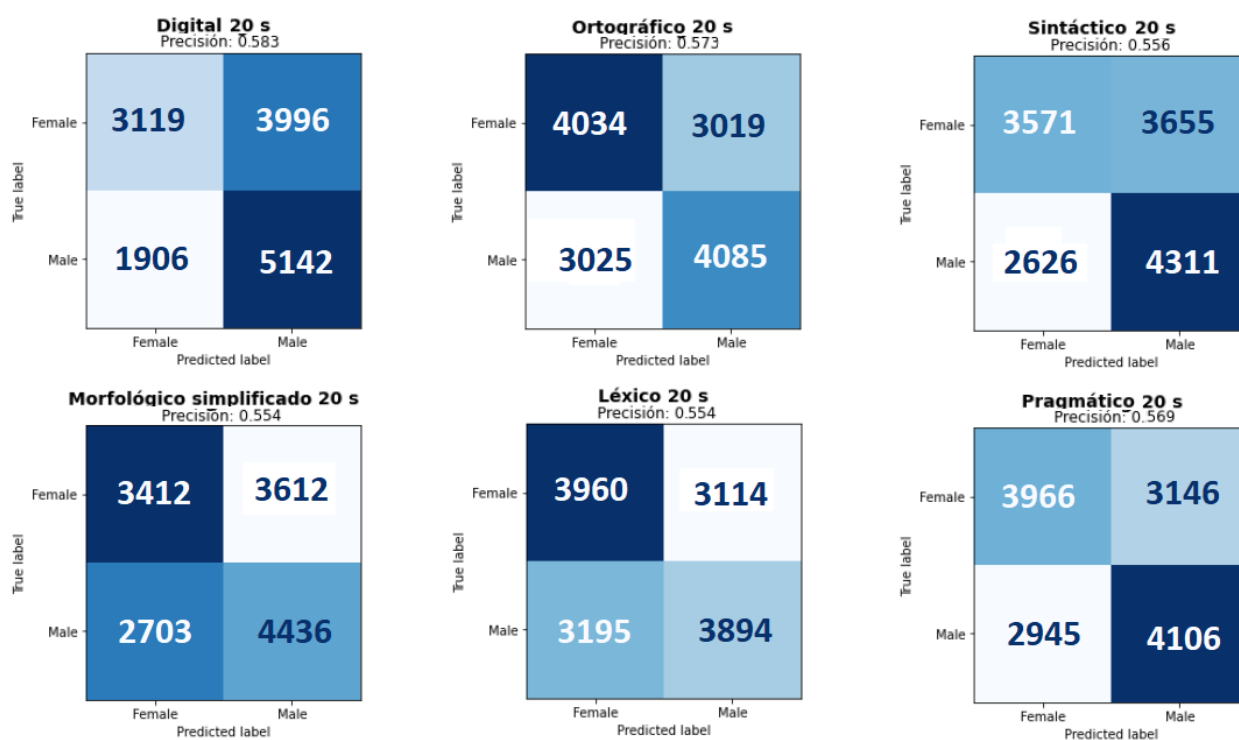 Digital 20 s
Precisión: 0.583
Female
3119
3996
True label
Male
1906
5142
Female
Male
Predicted label
Ortográfico 20 s
Precisión: 0.573
Female
4034
3019
True label
Male
3025
4085
Female
Male
Predicted label
Sintáctico 20 s
Precisión: 0.556
Female
3571
3655
True label
Male
2626
4311
Female
Male
Predicted label
Morfológico simplificado 20 s
Precisión: 0.554
Female
3412
3612
True label
Male
2703
4436
Female
Male
Predicted label
Léxico 20 s
Precisión: 0.554
Female
3960
3114
True label
Male
3195
3894
Female
Male
Predicted label
Pragmático 20 s
Precisión: 0.569
Female
3966
3146
True label
Male
2945
4106
Female
Male
Predicted label